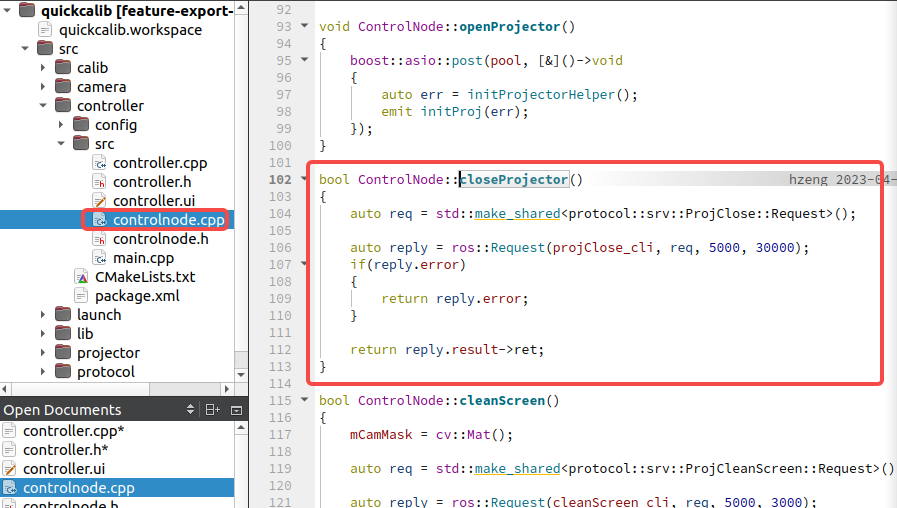 quickcalib [feature-export-
quickcalib.workspace
src
calib
camera
controller
config
src
controller.cpp
controller.h
controller.ui
controlnode.cpp
controlnode.h
main.cpp
CMakeLists.txt
package.xml
launch
lib
projector
protocol
Open Documents
controller.cpp*
controller.h*
controller.ui
controlnode.cpp
controlnode.h
92
93 void ControlNode::openProjector()
94 {
95 boost::asio::post(pool, [&]()->void
96 {
97 auto err = initProjectorHelper();
98 emit initProj(err);
99 });
100 }
101
102 bool ControlNode::closeProjector() hzeng 2023-04-
103 {
104 auto req = std::make_shared<protocol::srv::ProjClose::Request>();
105
106 auto reply = ros::Request(projClose_cli, req, 5000, 30000);
107 if(reply.error)
108 {
109 return reply.error;
110 }
111
112 return reply.result->ret;
113 }
114
115 bool ControlNode::cleanScreen()
116 {
117 mCamMask = cv::Mat();
118
119 auto req = std::make_shared<protocol::srv::ProjCleanScreen::Request>()
120
121 auto reply = ros::Request(cleanScreen_cli, req, 5000, 3000);